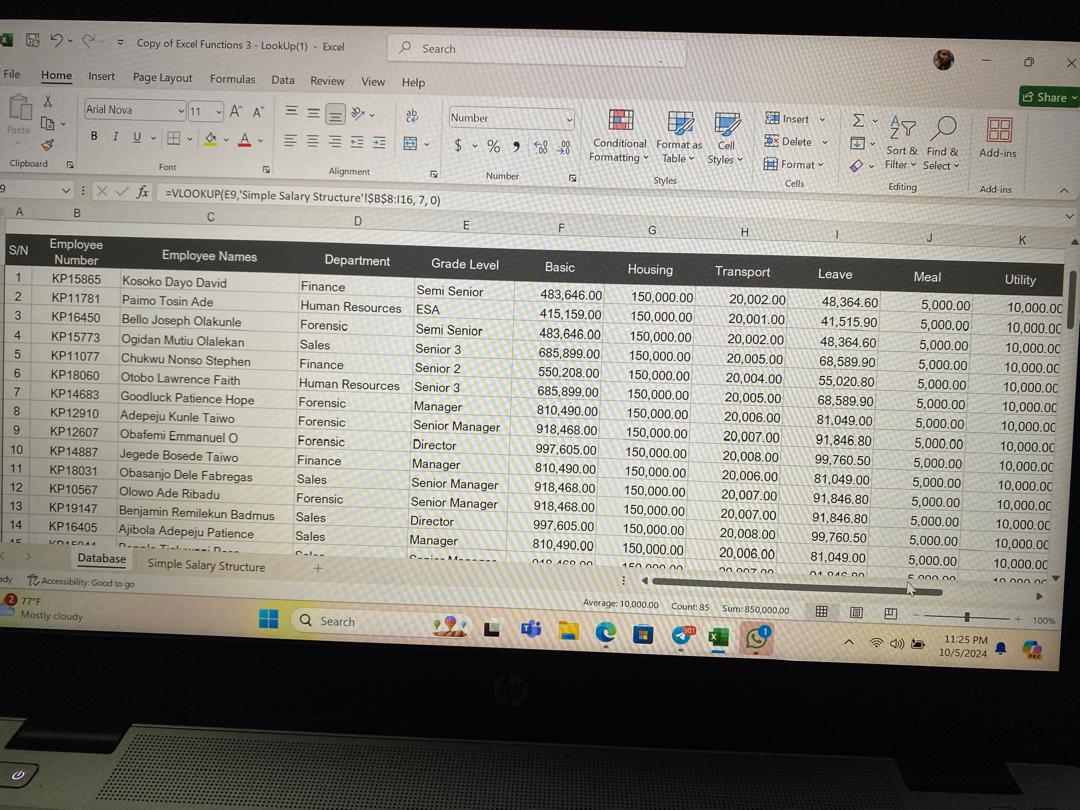 Copy of Excel Functions 3 - LookUp(1) - Excel
Search
File Home Insert Page Layout Formulas Data Review View Help
Share
Paste
Clipboard
Arial Nova 11
B I U
Font
Alignment
Number
$ %
Number
Conditional Formatting
Format as Table
Cell Styles
Styles
Insert
Delete
Format
Cells
Sort & Filter
Find & Select
Editing
Add-ins
Add-ins
9 fx =VLOOKUP(E9,'Simple Salary Structure'!$B$8:I16, 7, 0)
A B C D E F G H I J K
S/N Employee Number Employee Names Department Grade Level Basic Housing Transport Leave Meal Utility
1 KP15865 Kosoko Dayo David Finance Semi Senior 483,646.00 150,000.00 20,002.00 48,364.60 5,000.00 10,000.00
2 KP11781 Paimo Tosin Ade Human Resources ESA 415,159.00 150,000.00 20,001.00 41,515.90 5,000.00 10,000.00
3 KP16450 Bello Joseph Olakunle Forensic Semi Senior 483,646.00 150,000.00 20,002.00 48,364.60 5,000.00 10,000.00
4 KP15773 Ogidan Mutiu Olalekan Sales Senior 3 685,899.00 150,000.00 20,005.00 68,589.90 5,000.00 10,000.00
5 KP11077 Chukwu Nonso Stephen Finance Senior 2 550,208.00 150,000.00 20,004.00 55,020.80 5,000.00 10,000.00
6 KP18060 Otobo Lawrence Faith Human Resources Senior 3 685,899.00 150,000.00 20,005.00 68,589.90 5,000.00 10,000.00
7 KP14683 Goodluck Patience Hope Forensic Manager 810,490.00 150,000.00 20,006.00 81,049.00 5,000.00 10,000.00
8 KP12910 Adepeju Kunle Taiwo Forensic Senior Manager 918,468.00 150,000.00 20,007.00 91,846.80 5,000.00 10,000.00
9 KP12607 Obafemi Emmanuel O Forensic Director 997,605.00 150,000.00 20,008.00 99,760.50 5,000.00 10,000.00
10 KP14887 Jegede Bosede Taiwo Finance Manager 810,490.00 150,000.00 20,006.00 81,049.00 5,000.00 10,000.00
11 KP18031 Obasanjo Dele Fabregas Sales Senior Manager 918,468.00 150,000.00 20,007.00 91,846.80 5,000.00 10,000.00
12 KP10567 Olowo Ade Ribadu Forensic Senior Manager 918,468.00 150,000.00 20,007.00 91,846.80 5,000.00 10,000.00
13 KP19147 Benjamin Remilekun Badmus Sales Director 997,605.00 150,000.00 20,008.00 99,760.50 5,000.00 10,000.00
14 KP16405 Ajibola Adepeju Patience Sales Manager 810,490.00 150,000.00 20,006.00 81,049.00 5,000.00 10,000.00
Database Simple Salary Structure
Accessibility: Good to go
Average: 10,000.00 Count: 85 Sum: 850,000.00
100%
2
77°F
Mostly cloudy
Search
901
1
11:25 PM
10/5/2024
PRE
hp